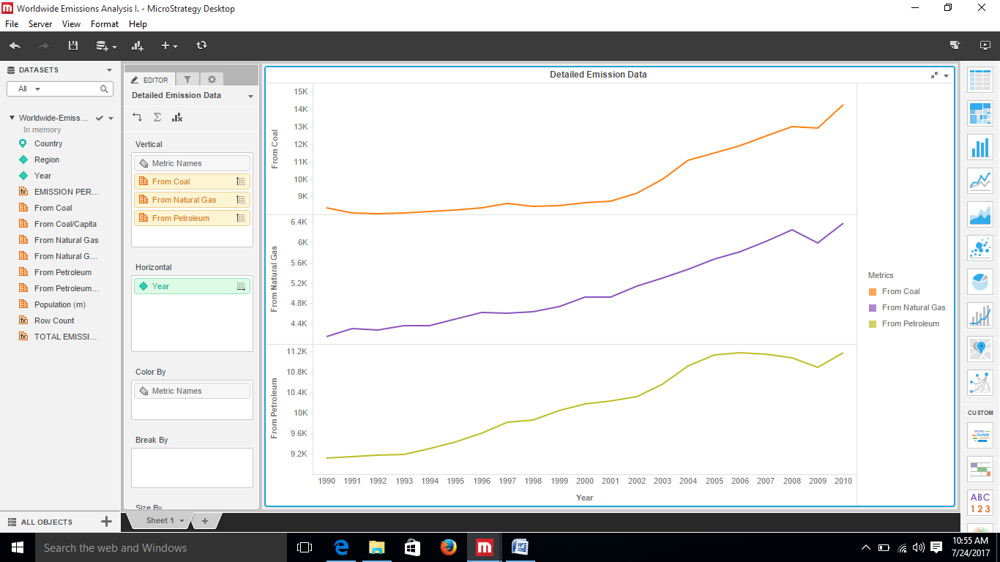 Worldwide Emissions Analysis I. - MicroStrategy Desktop
File Server View Format Help
DATASETS
All
Worldwide-Emiss...
In memory
Country
Region
Year
EMISSION PER...
From Coal
From Coal/Capita
From Natural Gas
From Natural G...
From Petroleum
From Petroleum...
Population (m)
Row Count
TOTAL EMISSI...
ALL OBJECTS
EDITOR
Detailed Emission Data
Vertical
Metric Names
From Coal
From Natural Gas
From Petroleum
Horizontal
Year
Color By
Metric Names
Break By
Size By
Detailed Emission Data
From Coal
15K
14K
13K
12K
11K
10K
9K
From Natural Gas
6.4K
6K
5.6K
5.2K
4.8K
4.4K
From Petroleum
11.2K
10.8K
10.4K
10K
9.6K
9.2K
1990 1991 1992 1993 1994 1995 1996 1997 1998 1999 2000 2001 2002 2003 2004 2005 2006 2007 2008 2009 2010
Year
Metrics
From Coal
From Natural Gas
From Petroleum
CUSTOM
WORD
CLOUD
ABC
123
Sheet 1
Search the web and Windows
10:55 AM
7/24/2017